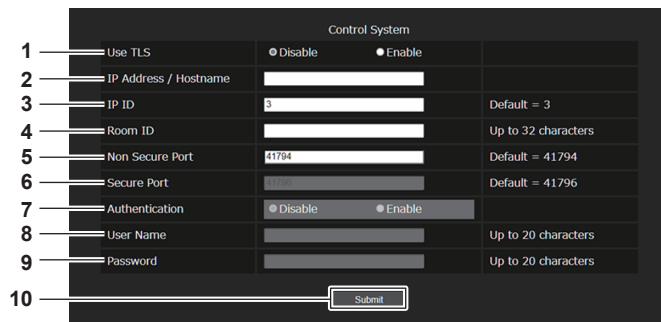 Control System
1 Use TLS Disable Enable
2 IP Address / Hostname
3 IP ID 3 Default = 3
4 Room ID Up to 32 characters
5 Non Secure Port 41794 Default = 41794
6 Secure Port 41796 Default = 41796
7 Authentication Disable Enable
8 User Name Up to 20 characters
9 Password Up to 20 characters
10 Submit